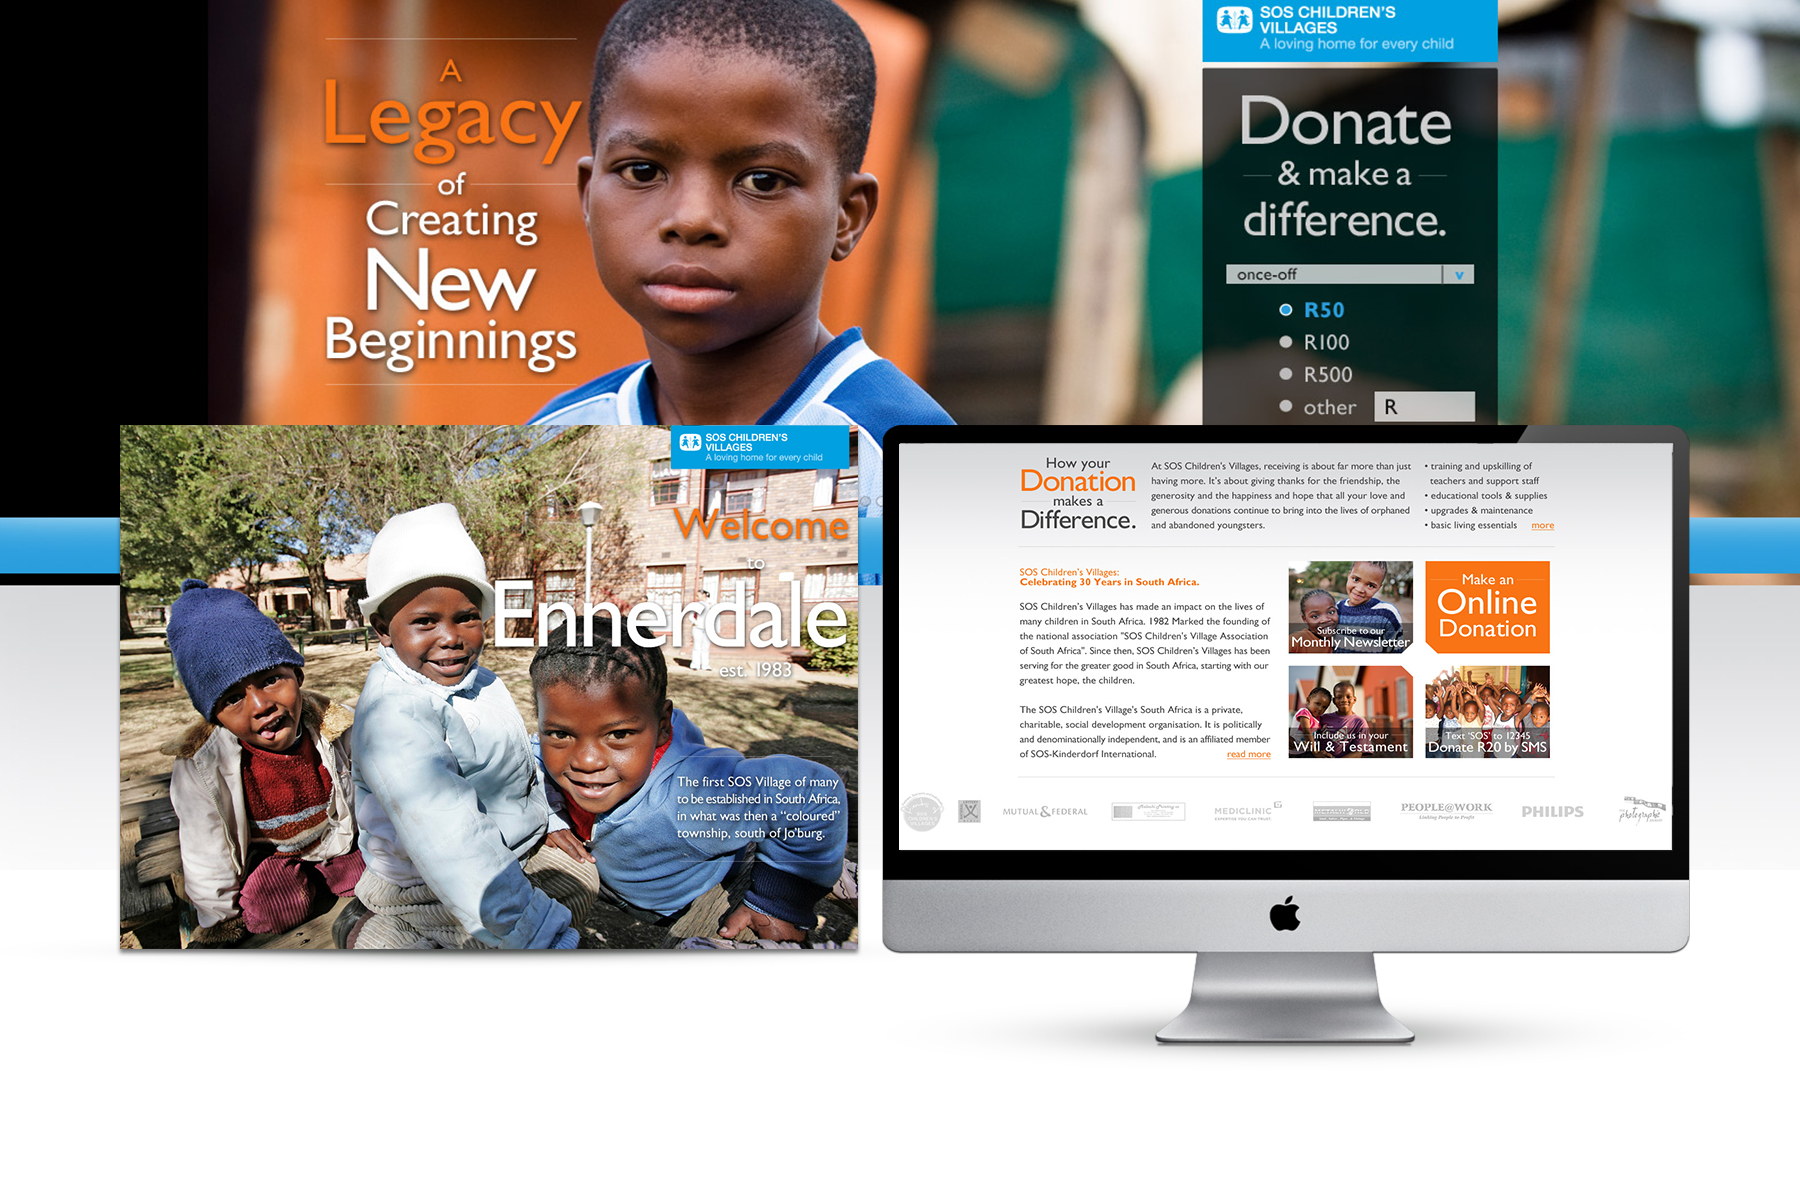 A
Legacy
of
Creating
New
Beginnings
SOS CHILDREN'S
VILLAGES
A loving home for every child
Donate
& make a
difference.
once-off v
R50
R100
R500
other R
SOS CHILDREN'S
VILLAGES
A loving home for every child
Welcome
to
Ennerdale
est. 1983
The first SOS Village of many
to be established in South Africa,
in what was then a "coloured"
township, south of Jo'burg.
How your
Donation
makes a
Difference.
At SOS Children's Villages, receiving is about far more than just
having more. It's about giving thanks for the friendship, the
generosity and the happiness and hope that all your love and
generous donations continue to bring into the lives of orphaned
and abandoned youngsters.
• training and upskilling of
teachers and support staff
• educational tools & supplies
• upgrades & maintenance
• basic living essentials more
SOS Children's Villages:
Celebrating 30 Years in South Africa.
SOS Children's Villages has made an impact on the lives of
many children in South Africa. 1982 Marked the founding of
the national association "SOS Children's Village Association
of South Africa". Since then, SOS Children's Villages has been
serving for the greater good in South Africa, starting with our
greatest hope, the children.
The SOS Children's Village's South Africa is a private,
charitable, social development organisation. It is politically
and denominationally independent, and is an affiliated member
of SOS-Kinderdorf International. read more
Subscribe to our
Monthly Newsletter
Make an
Online
Donation
Include us in your
Will & Testament
Text 'SOS' to 12345
Donate R20 by SMS
MUTUAL&FEDERAL
MEDICLINIC
EXPERTISE YOU CAN TRUST.
PEOPLE@WORK
Linking People to Profit
PHILIPS
photographic